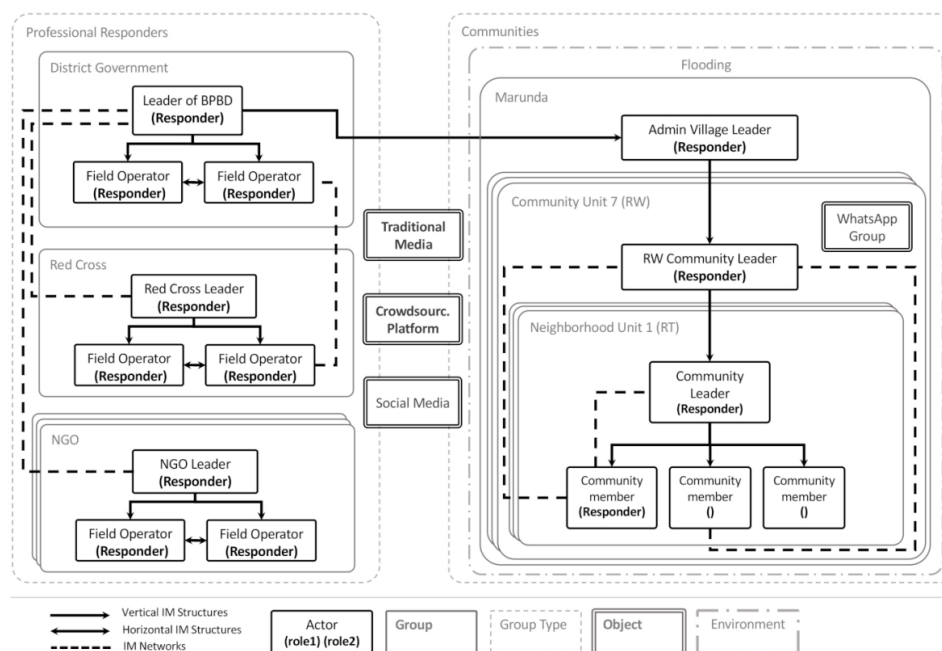 Professional Responders
District Government
Leader of BPBD
(Responder)
Field Operator
(Responder)
Field Operator
(Responder)
Red Cross
Red Cross Leader
(Responder)
Field Operator
(Responder)
Field Operator
(Responder)
NGO
NGO Leader
(Responder)
Field Operator
(Responder)
Field Operator
(Responder)
Traditional
Media
Crowdsourc.
Platform
Social Media
Communities
Flooding
Marunda
Admin Village Leader
(Responder)
Community Unit 7 (RW)
WhatsApp
Group
RW Community Leader
(Responder)
Neighborhood Unit 1 (RT)
Community
Leader
(Responder)
Community
member
(Responder)
Community
member
()
Community
member
()
Vertical IM Structures
Horizontal IM Structures
IM Networks
Actor
(role1) (role2)
Group
Group Type
Object
Environment